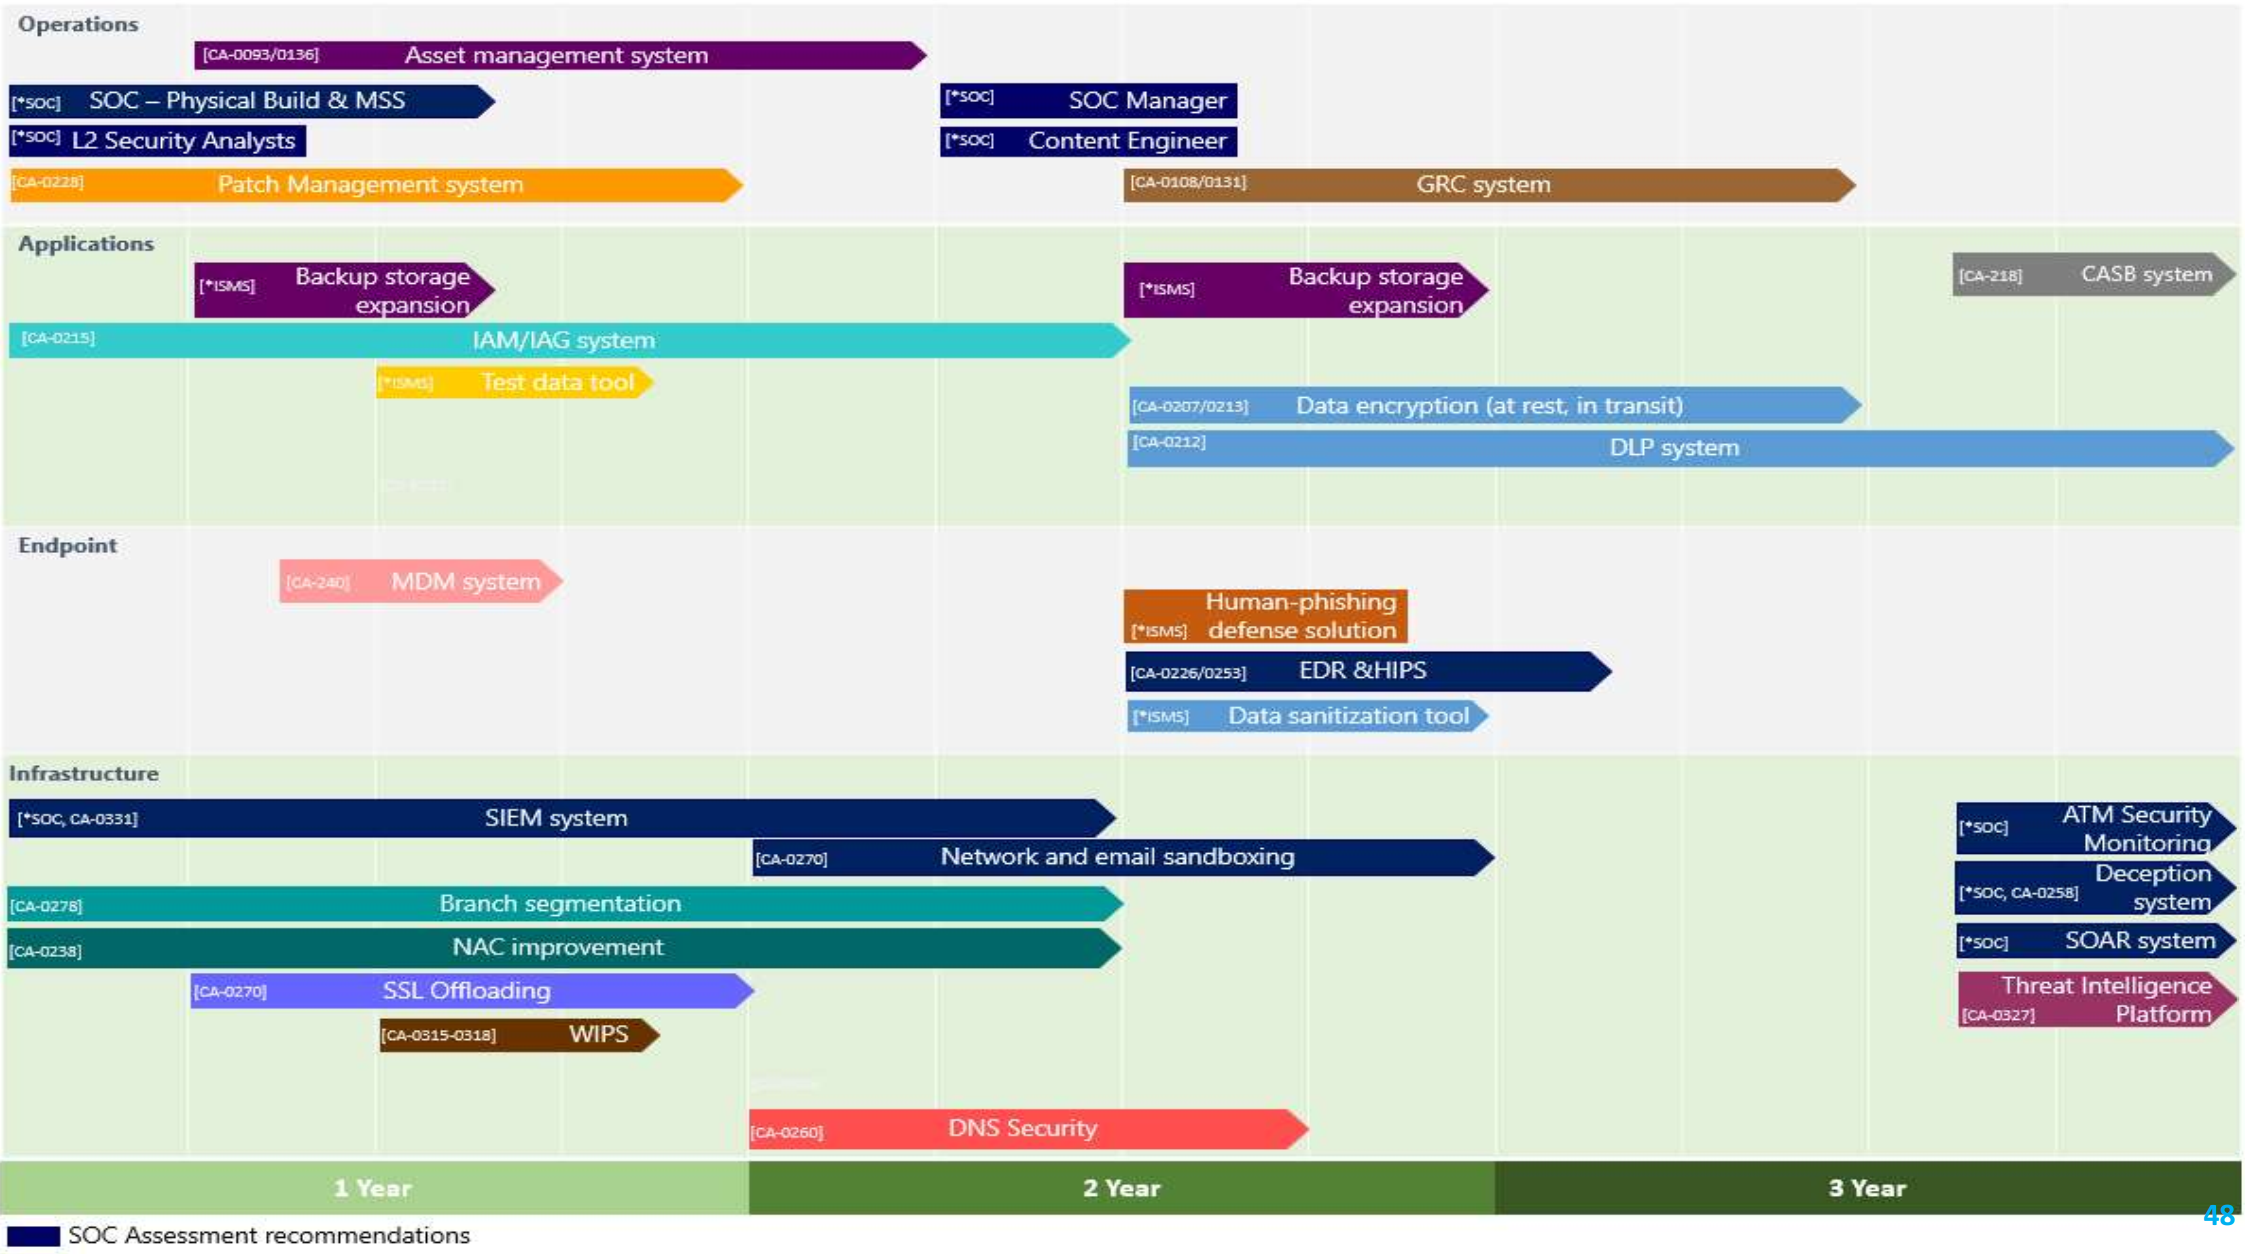 Operations
[CA-0093/0136] Asset management system
[*SOC] SOC – Physical Build & MSS
[*SOC] SOC Manager
[*SOC] L2 Security Analysts
[*SOC] Content Engineer
[CA-0228] Patch Management system
[CA-0108/0131] GRC system
Applications
[*ISMS] Backup storage
expansion
[*ISMS] Backup storage
expansion
[CA-218] CASB system
[CA-0215] IAM/IAG system
[*ISMS] Test data tool
[CA-0207/0213] Data encryption (at rest, in transit)
[CA-0212] DLP system
Endpoint
[CA-240] MDM system
Human-phishing
[*ISMS] defense solution
[CA-0226/0253] EDR &HIPS
[*ISMS] Data sanitization tool
Infrastructure
[*SOC, CA-0331] SIEM system
[*SOC] ATM Security
Monitoring
[CA-0270] Network and email sandboxing
[*SOC, CA-0258] Deception
system
[CA-0278] Branch segmentation
[CA-0238] NAC improvement
[*SOC] SOAR system
[CA-0270] SSL Offloading
Threat Intelligence
[CA-0327] Platform
[CA-0315-0318] WIPS
[CA-0260] DNS Security
1 Year
2 Year
3 Year
48
SOC Assessment recommendations